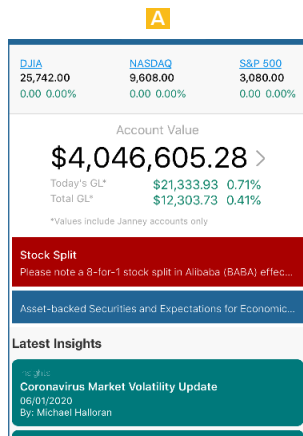 A
DJIA NASDAQ S&P 500
25,742.00 9,608.00 3,080.00
0.00 0.00% 0.00 0.00% 0.00 0.00%
Account Value
$4,046,605.28
Today's GL* $21,333.93 0.71%
Total GL* $12,303.73 0.41%
*Values include Janney accounts only
Stock Split
Please note a 8-for-1 stock split in Alibaba (BABA) effec...
Asset-backed Securities and Expectations for Economic...
Latest Insights
Insights
Coronavirus Market Volatility Update
06/01/2020
By: Michael Halloran